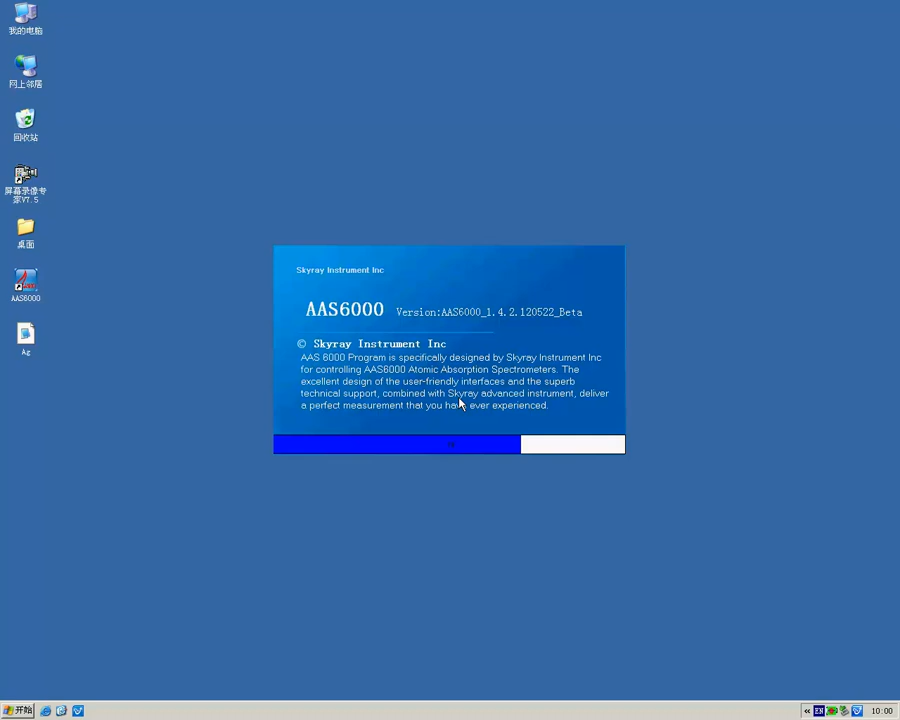 我的电脑
网上邻居
回收站
屏幕录像专
家V7.5
桌面
AAS6000
Ag
Skyray Instrument Inc
AAS6000 Version:AAS6000_1.4.2.120522_Beta
© Skyray Instrument Inc
AAS 6000 Program is specifically designed by Skyray Instrument Inc
for controlling AAS6000 Atomic Absorption Spectrometers. The
excellent design of the user-friendly interfaces and the superb
technical support, combined with Skyray advanced instrument, deliver
a perfect measurement that you have ever experienced.
开始
«
EN
10:00